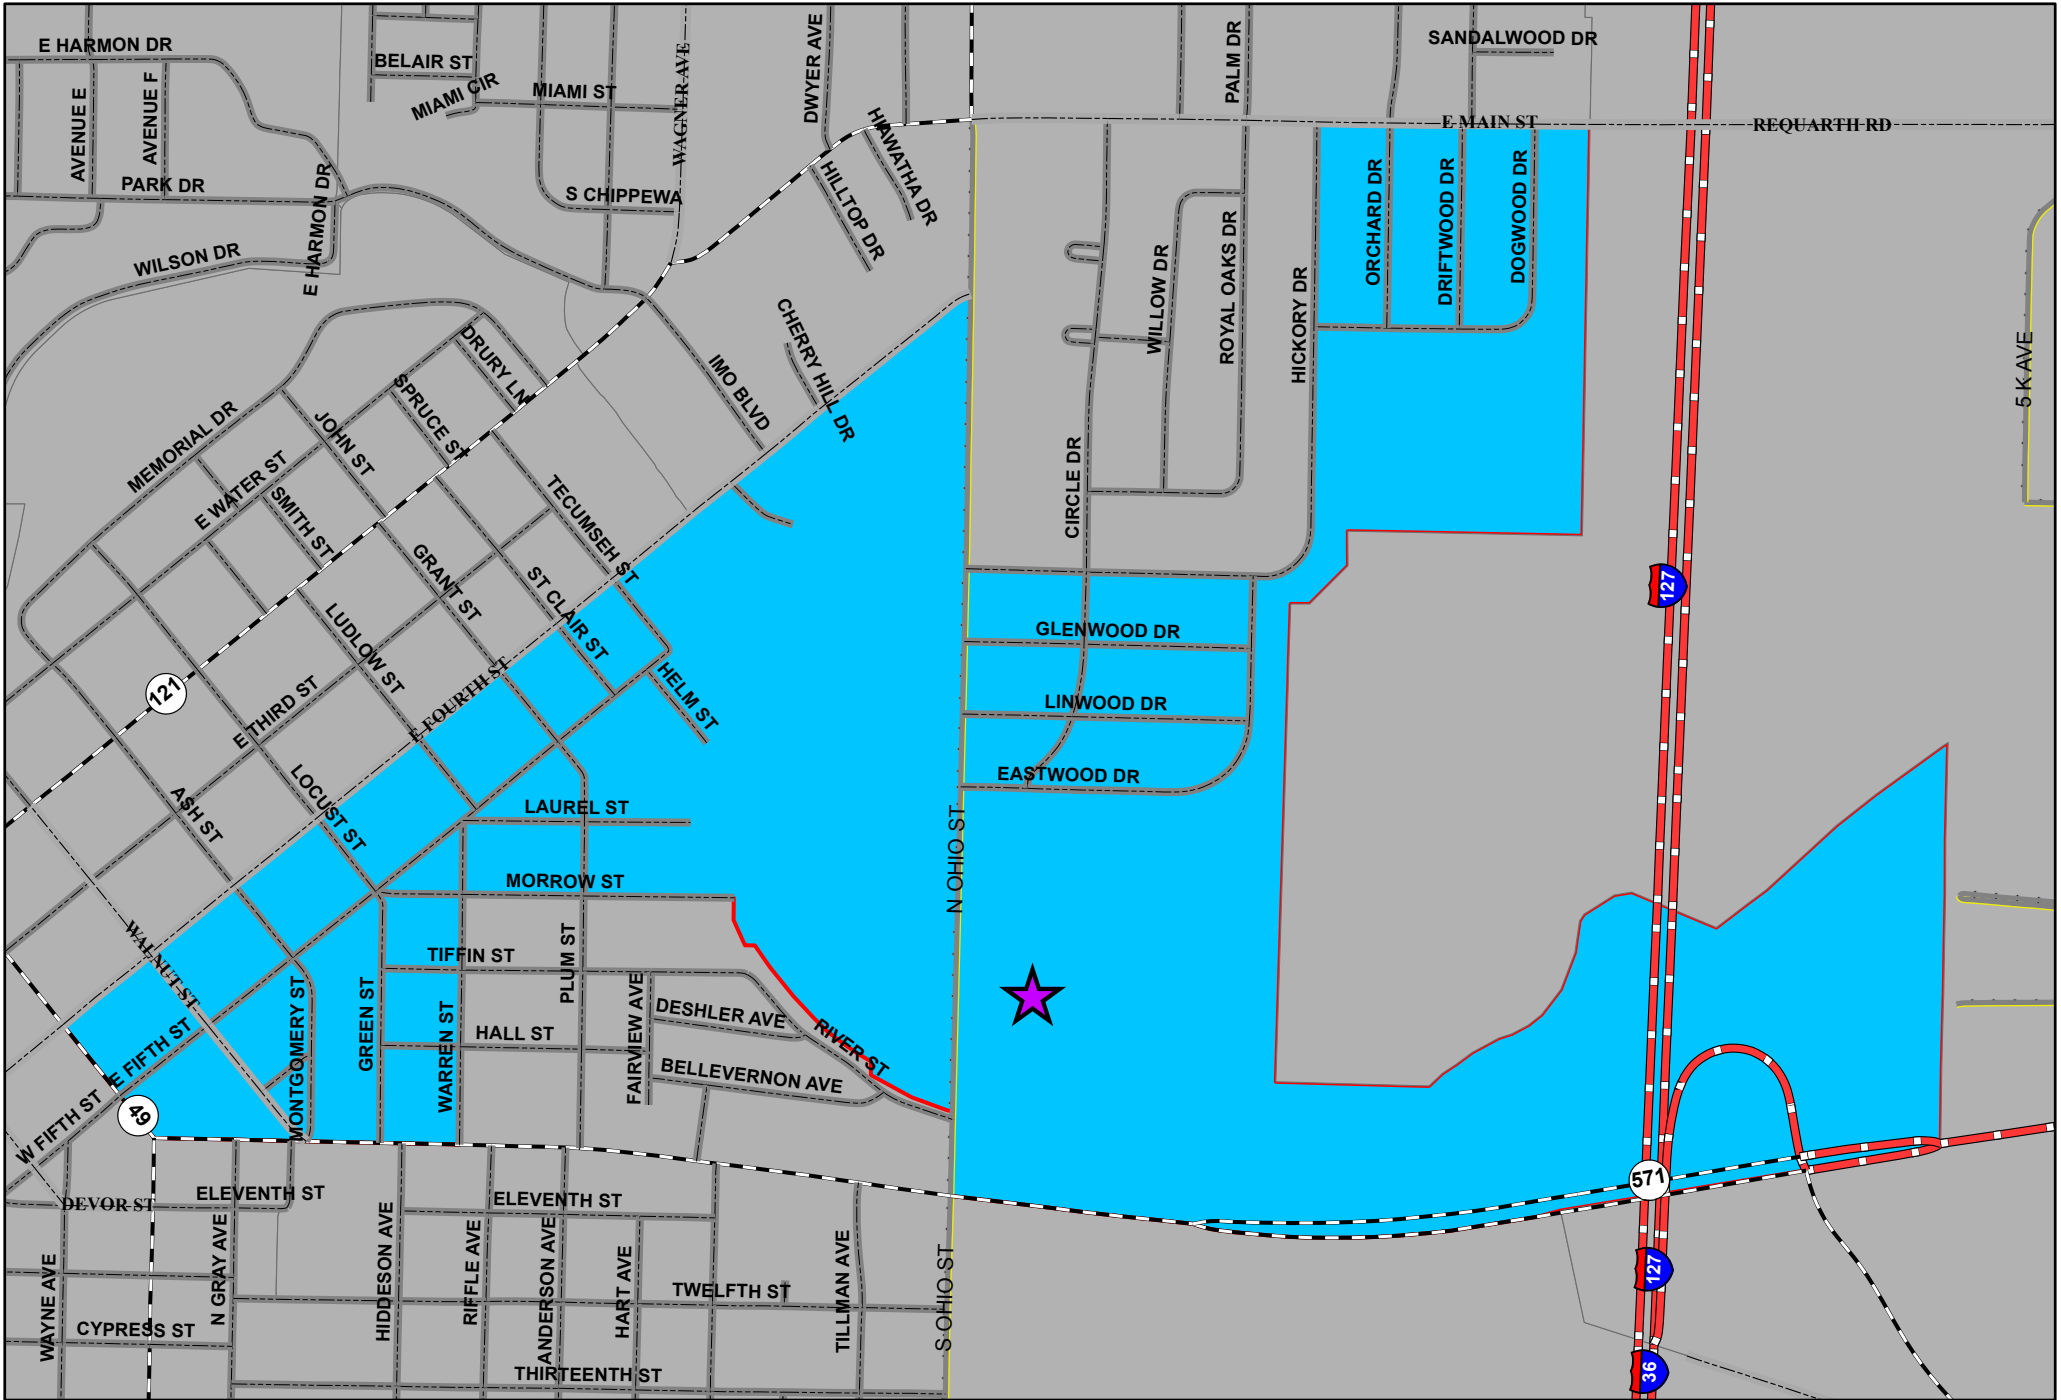 E HARMON DR
BELAIR ST
MIAMI CIR
MIAMI ST
WAGNER AVE
DWYER AVE
HIAWATHA DR
PALM DR
SANDALWOOD DR
E MAIN ST
REQUARTH RD
AVENUE E
AVENUE F
PARK DR
E HARMON DR
S CHIPPEWA
HILLTOP DR
WILSON DR
WILLOW DR
ROYAL OAKS DR
HICKORY DR
ORCHARD DR
DRIFTWOOD DR
DOGWOOD DR
5 K AVE
DRURY LN
SPRUCE ST
IMO BLVD
CHERRY HILL DR
MEMORIAL DR
JOHN ST
E WATER ST
SMITH ST
TECUMSEH ST
CIRCLE DR
GRANT ST
ST CLAIR ST
127
LUDLOW ST
GLENWOOD DR
HELM ST
121
E THIRD ST
E FOURTH ST
LINWOOD DR
EASTWOOD DR
LOCUST ST
ASH ST
LAUREL ST
N OHIO ST
MORROW ST
WALNUT ST
TIFFIN ST
PLUM ST
FAIRVIEW AVE
DESHLER AVE
RIVER ST
MONTGOMERY ST
GREEN ST
WARREN ST
HALL ST
BELLEVERNON AVE
E FIFTH ST
W FIFTH ST
49
571
DEVOR ST
ELEVENTH ST
ELEVENTH ST
WAYNE AVE
N GRAY AVE
HIDDESON AVE
RIFFLE AVE
ANDERSON AVE
HART AVE
TWELFTH ST
TILLMAN AVE
S OHIO ST
127
CYPRESS ST
THIRTEENTH ST
36